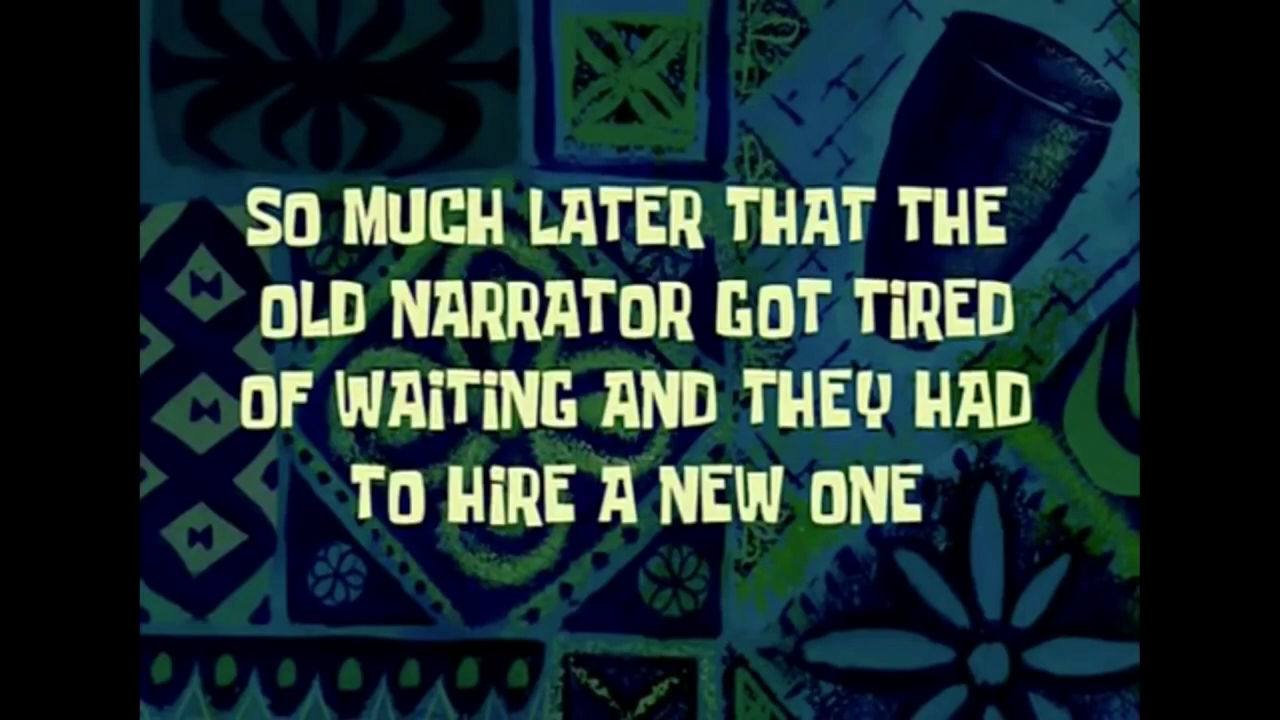 SO MUCH LATER THAT THE
OLD NARRATOR GOT TiRED
OF WAiTiNG AND THEY HAD
TO HiRE A NEW ONE